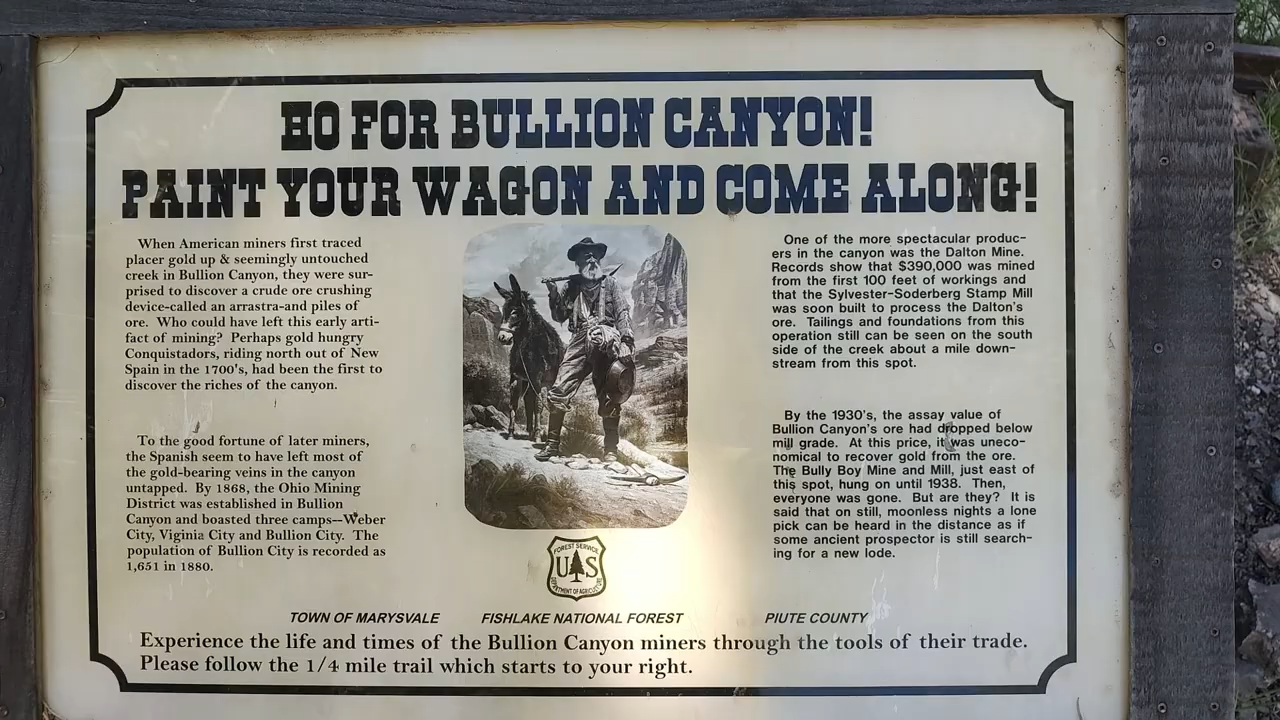 HO FOR BULLION CANYON!
PAINT YOUR WAGON AND COME ALONG!
When American miners first traced
placer gold up & seemingly untouched
creek in Bullion Canyon, they were sur-
prised to discover a crude ore crushing
device-called an arrastra-and piles of
ore. Who could have left this early arti-
fact of mining? Perhaps gold hungry
Conquistadors, riding north out of New
Spain in the 1700's, had been the first to
discover the riches of the canyon.
To the good fortune of later miners,
the Spanish seem to have left most of
the gold-bearing veins in the canyon
untapped. By 1868, the Ohio Mining
District was established in Bullion
Canyon and boasted three camps--Weber
City, Viginia City and Bullion City. The
population of Bullion City is recorded as
1,651 in 1880.
One of the more spectacular produc-
ers in the canyon was the Dalton Mine.
Records show that $390,000 was mined
from the first 100 feet of workings and
that the Sylvester-Soderberg Stamp Mill
was soon built to process the Dalton's
ore. Tailings and foundations from this
operation still can be seen on the south
side of the creek about a mile down-
stream from this spot.
By the 1930's, the assay value of
Bullion Canyon's ore had dropped below
mill grade. At this price, it was uneco-
nomical to recover gold from the ore.
The Bully Boy Mine and Mill, just east of
this spot, hung on until 1938. Then,
everyone was gone. But are they? It is
said that on still, moonless nights a lone
pick can be heard in the distance as if
some ancient prospector is still search-
ing for a new lode.
FOREST SERVICE
U S
DEPARTMENT OF AGRICULTURE
TOWN OF MARYSVALE FISHLAKE NATIONAL FOREST PIUTE COUNTY
Experience the life and times of the Bullion Canyon miners through the tools of their trade.
Please follow the 1/4 mile trail which starts to your right.